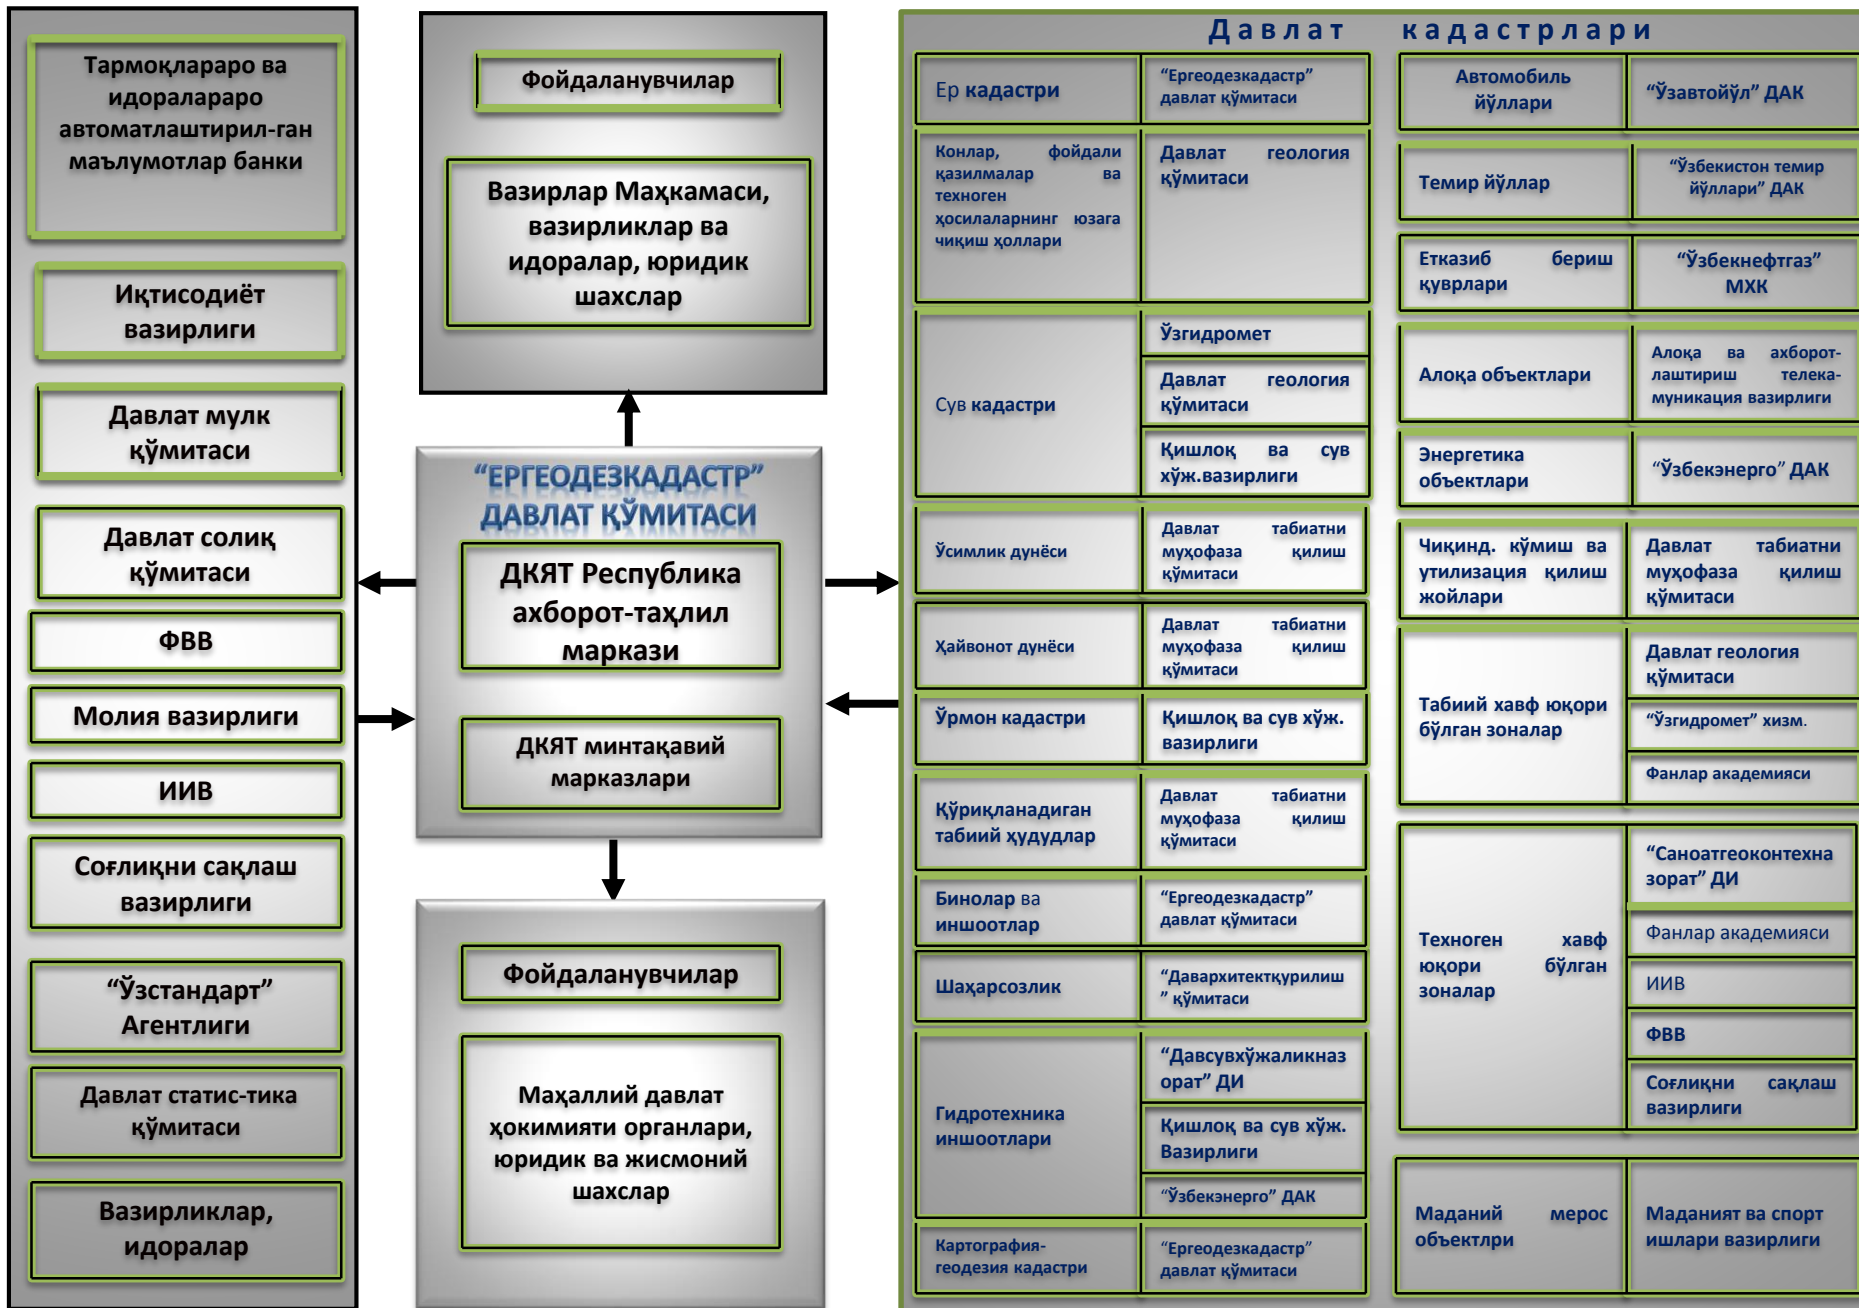 Тармоқлараро ва
идоралараро
автоматлаштирил-ган
маълумотлар банки
Иқтисодиёт
вазирлиги
Давлат мулк
қўмитаси
Давлат солиқ
қўмитаси
ФВВ
Молия вазирлиги
ИИВ
Соғлиқни сақлаш
вазирлиги
“Ўзстандарт”
Агентлиги
Давлат статис-тика
қўмитаси
Вазирликлар,
идоралар
Фойдаланувчилар
Вазирлар Маҳкамаси,
вазирликлар ва
идоралар, юридик
шахслар
“ЕРГЕОДЕЗКАДАСТР”
ДАВЛАТ ҚЎМИТАСИ
ДКЯТ Республика
ахборот-таҳлил
маркази
ДКЯТ минтақавий
марказлари
Фойдаланувчилар
Маҳаллий давлат
ҳокимияти органлари,
юридик ва жисмоний
шахслар
Давлат кадастрлари
Ер кадастри
“Ергеодезкадастр”
давлат қўмитаси
Конлар, фойдали
қазилмалар ва
техноген
ҳосилаларнинг юзага
чиқиш ҳоллари
Давлат геология
қўмитаси
Сув кадастри
Ўзгидромет
Давлат геология
қўмитаси
Қишлоқ ва сув
хўж.вазирлиги
Ўсимлик дунёси
Давлат табиатни
муҳофаза қилиш
қўмитаси
Ҳайвонот дунёси
Давлат табиатни
муҳофаза қилиш
қўмитаси
Ўрмон кадастри
Қишлоқ ва сув хўж.
вазирлиги
Қўриқланадиган
табиий ҳудудлар
Давлат табиатни
муҳофаза қилиш
қўмитаси
Бинолар ва
иншоотлар
“Ергеодезкадастр”
давлат қўмитаси
Шаҳарсозлик
“Давархитектқурилиш
” қўмитаси
Гидротехника
иншоотлари
“Давсувхўжаликназ
орат” ДИ
Қишлоқ ва сув хўж.
Вазирлиги
“Ўзбекэнерго” ДАК
Картография-
геодезия кадастри
“Ергеодезкадастр”
давлат қўмитаси
Автомобиль
йўллари
“Ўзавтойўл” ДАК
Темир йўллар
“Ўзбекистон темир
йўллари” ДАК
Етказиб бериш
қуврлари
“Ўзбекнефтгаз”
МХК
Алоқа объектлари
Алоқа ва ахборот-
лаштириш телека-
муникация вазирлиги
Энергетика
объектлари
“Ўзбекэнерго” ДАК
Чиқинд. кўмиш ва
утилизация қилиш
жойлари
Давлат табиатни
муҳофаза қилиш
қўмитаси
Табиий хавф юқори
бўлган зоналар
Давлат геология
қўмитаси
“Ўзгидромет” хизм.
Фанлар академияси
Техноген хавф
юқори бўлган
зоналар
“Саноатгеоконтехна
зорат” ДИ
Фанлар академияси
ИИВ
ФВВ
Соғлиқни сақлаш
вазирлиги
Маданий мерос
объектлри
Маданият ва спорт
ишлари вазирлиги